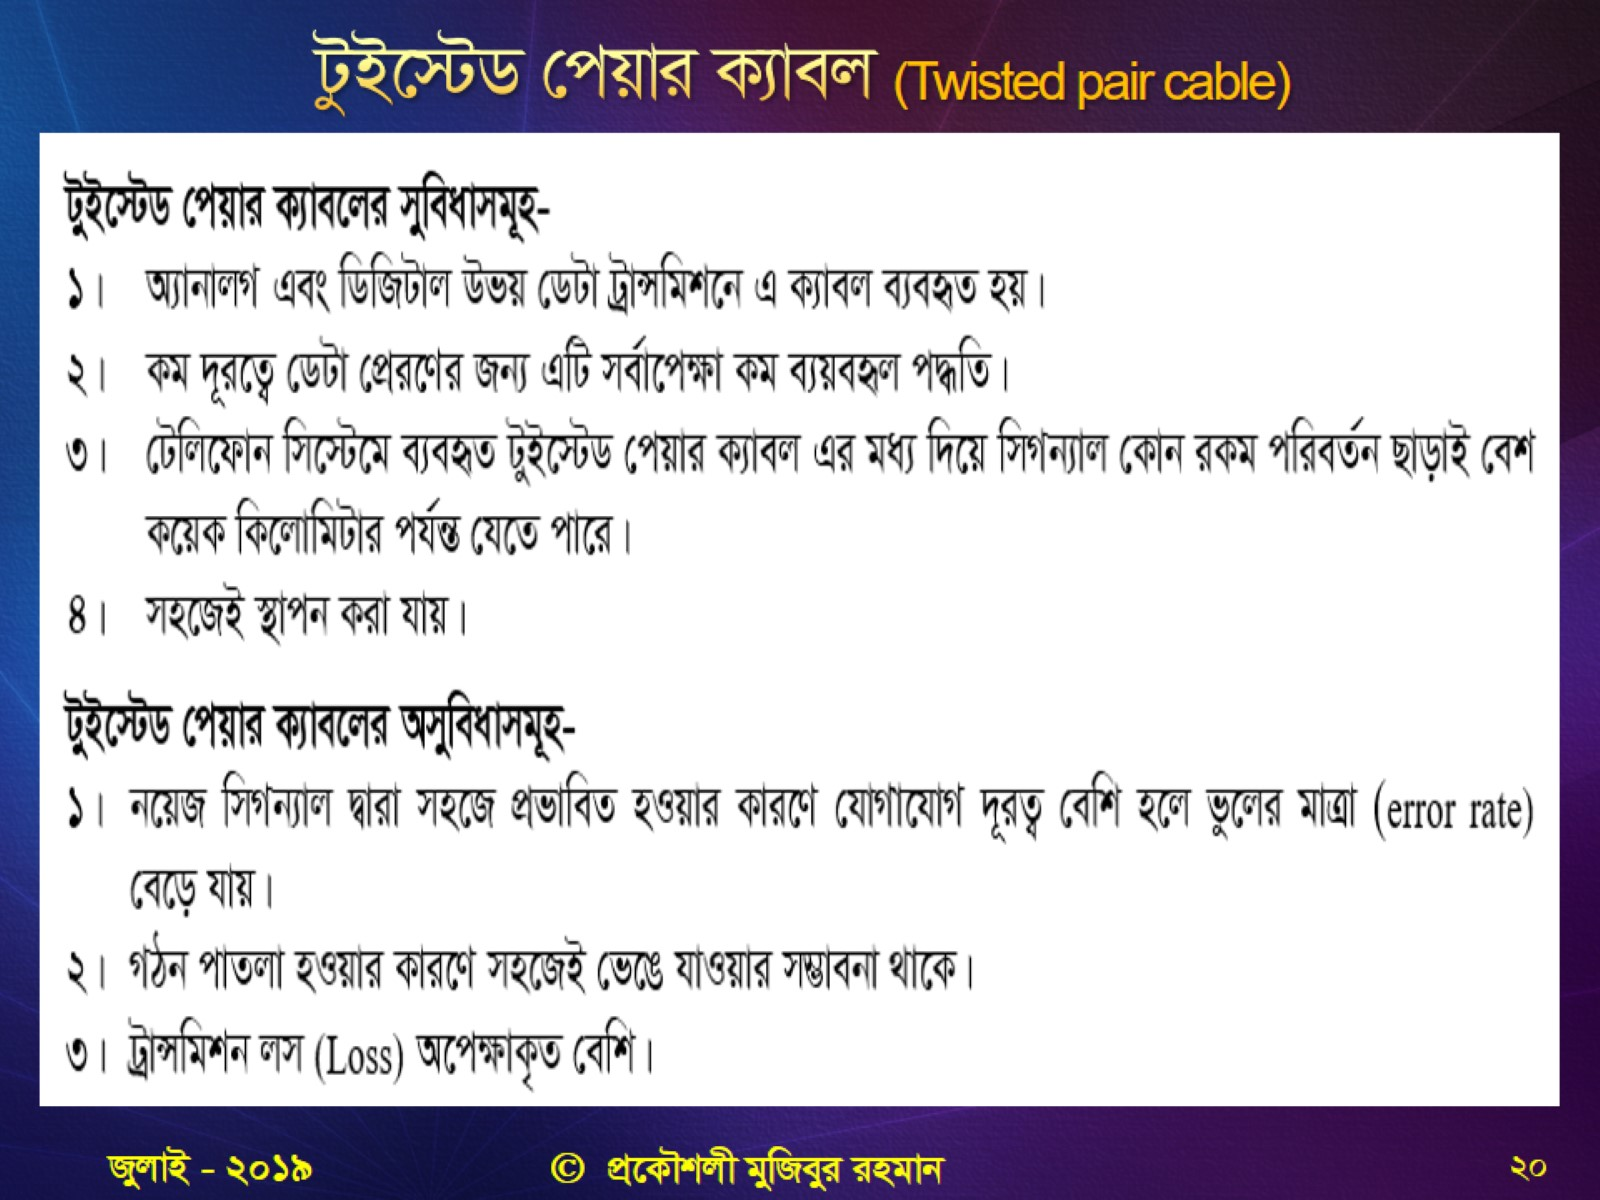 টুইস্টেড পেয়ার ক্যাবল (Twisted pair cable)
টুইস্টেড পেয়ার ক্যাবলের সুবিধাসমূহ-
১। অ্যানালগ এবং ডিজিটাল উভয় ডেটা ট্রান্সমিশনে এ ক্যাবল ব্যবহৃত হয়।
২। কম দূরত্বে ডেটা প্রেরণের জন্য এটি সর্বাপেক্ষা কম ব্যয়বহুল পদ্ধতি।
৩। টেলিফোন সিস্টেমে ব্যবহৃত টুইস্টেড পেয়ার ক্যাবল এর মধ্য দিয়ে সিগন্যাল কোন রকম পরিবর্তন ছাড়াই বেশ
কয়েক কিলোমিটার পর্যন্ত যেতে পারে।
৪। সহজেই স্থাপন করা যায়।
টুইস্টেড পেয়ার ক্যাবলের অসুবিধাসমূহ-
১। নয়েজ সিগন্যাল দ্বারা সহজে প্রভাবিত হওয়ার কারণে যোগাযোগ দূরত্ব বেশি হলে ভুলের মাত্রা (error rate)
বেড়ে যায়।
২। গঠন পাতলা হওয়ার কারণে সহজেই ভেঙে যাওয়ার সম্ভাবনা থাকে।
৩। ট্রান্সমিশন লস (Loss) অপেক্ষাকৃত বেশি।
জুলাই - ২০১৯ © প্রকৌশলী মুজিবুর রহমান ২০